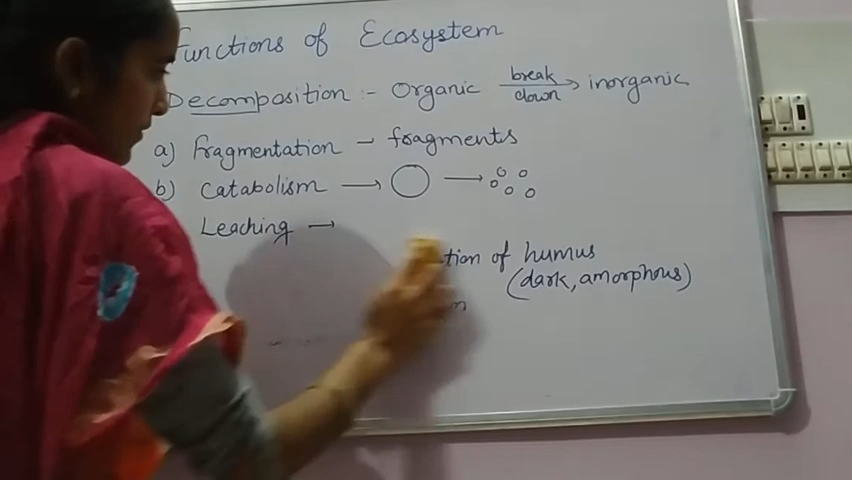 Functions of Ecosystem
Decomposition :- Organic break down → inorganic
a) Fragmentation - fragments
b) Catabolism → ◯ →
Leaching →
tion of humus
(dark, amorphous)